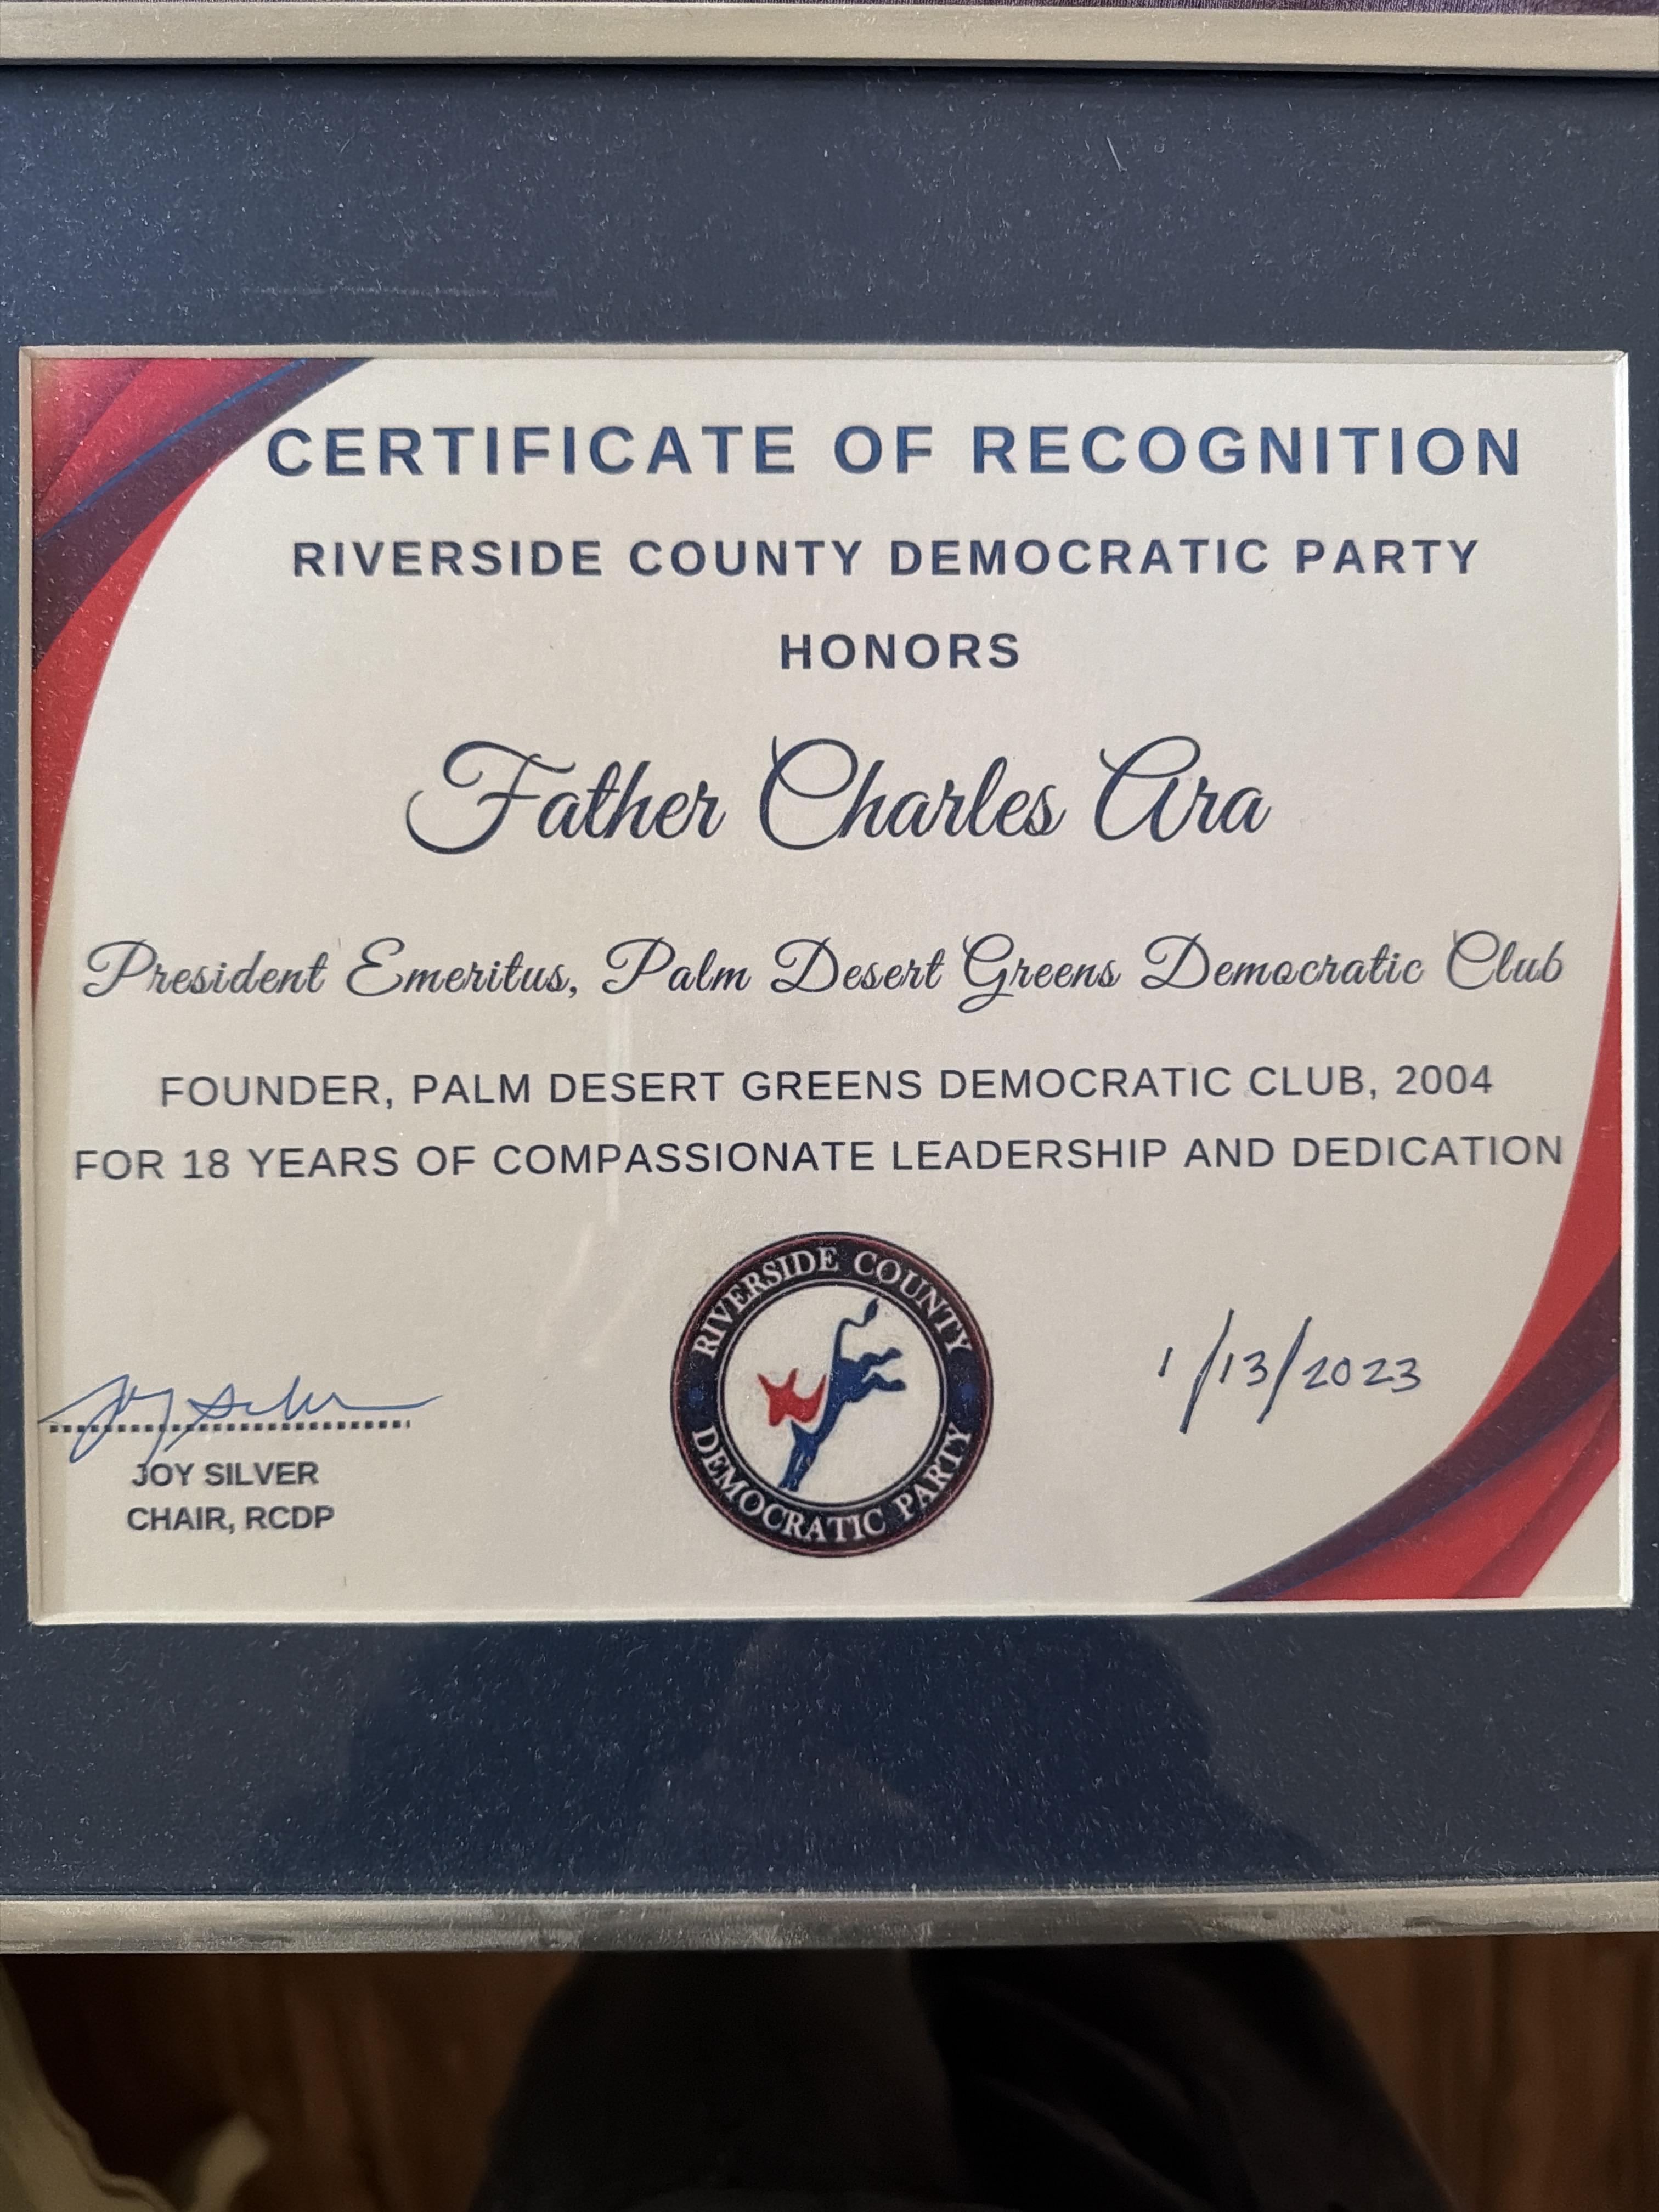 CERTIFICATE OF RECOGNITION
RIVERSIDE COUNTY DEMOCRATIC PARTY
HONORS
Father Charles Ara
President Emeritus, Palm Desert Greens Democratic Club
FOUNDER, PALM DESERT GREENS DEMOCRATIC CLUB, 2004
FOR 18 YEARS OF COMPASSIONATE LEADERSHIP AND DEDICATION
RIVERSIDE COUNTY
DEMOCRATIC PARTY
1/13/2023
Joy Silver
JOY SILVER
CHAIR, RCDP